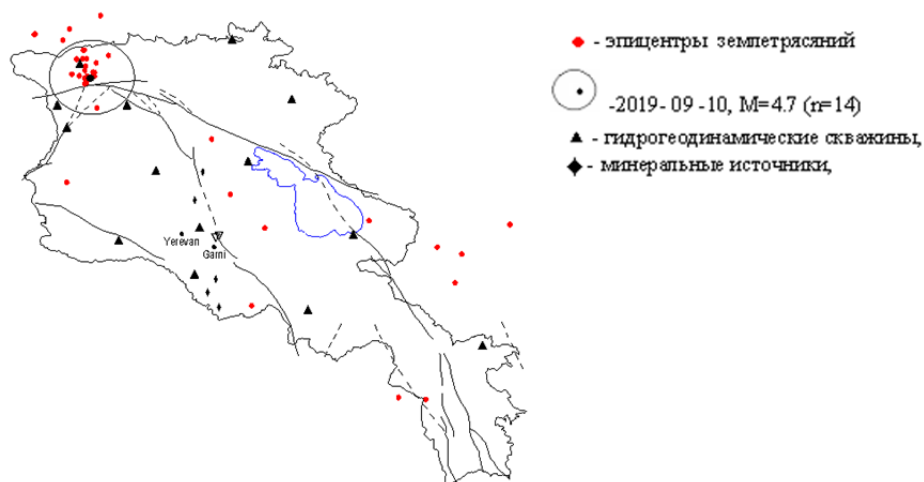 - эпицентры землетрясений
-2019- 09 -10, M=4.7 (n=14)
- гидрогеодинамические скважины,
- минеральные источники,
Yerevan
Garni